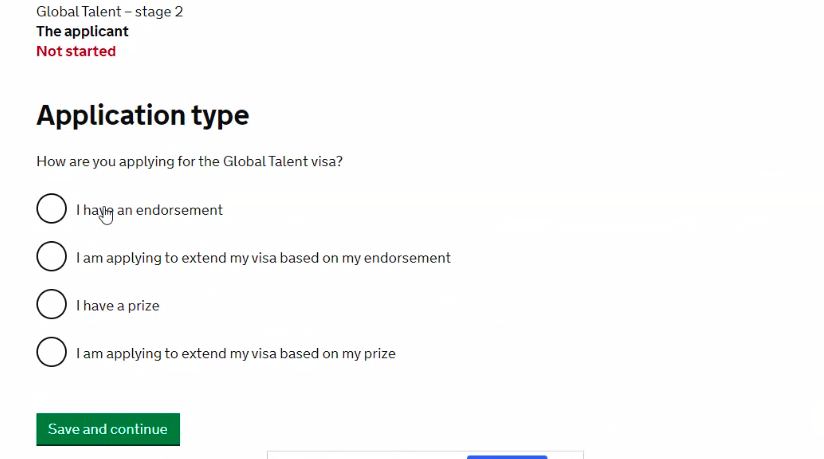 Global Talent – stage 2
The applicant
Not started
Application type
How are you applying for the Global Talent visa?
I have an endorsement
I am applying to extend my visa based on my endorsement
I have a prize
I am applying to extend my visa based on my prize
Save and continue